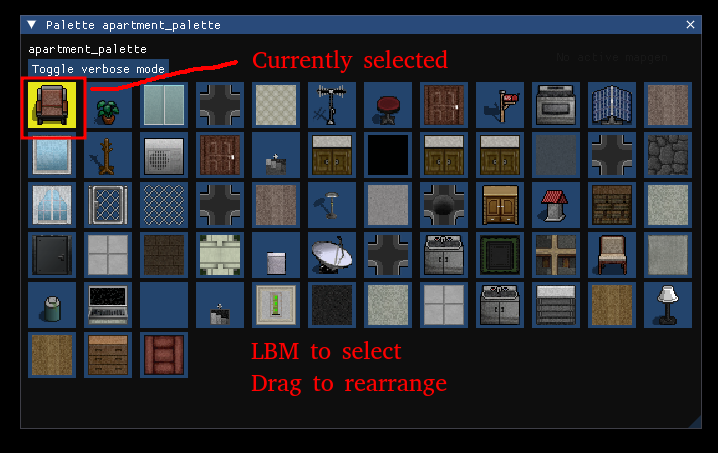 Palette apartment_palette
apartment_palette
No active mapgen
Toggle verbose mode
Currently selected
LBM to select
Drag to rearrange